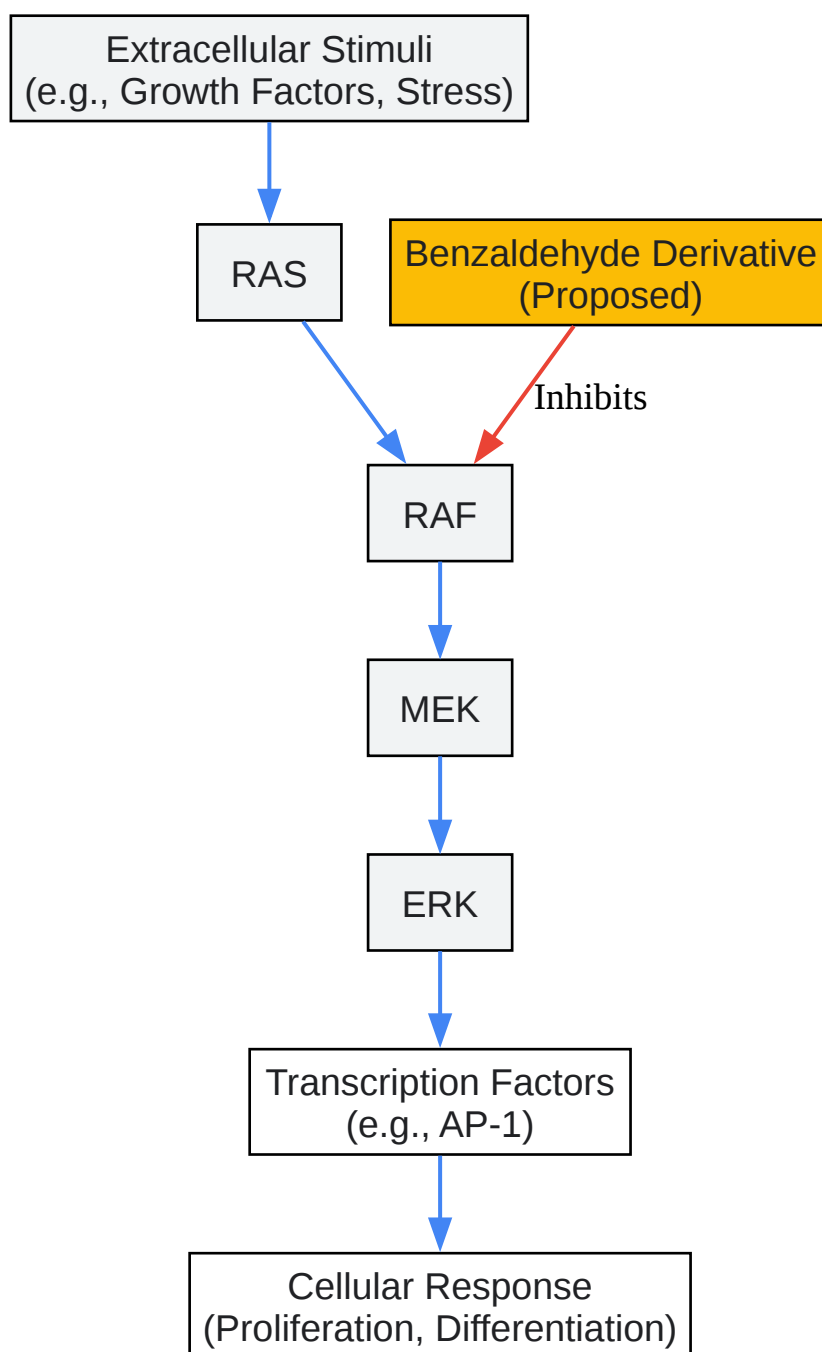 Extracellular Stimuli
(e.g., Growth Factors, Stress)
RAS
Benzaldehyde Derivative
(Proposed)
Inhibits
RAF
MEK
ERK
Transcription Factors
(e.g., AP-1)
Cellular Response
(Proliferation, Differentiation)